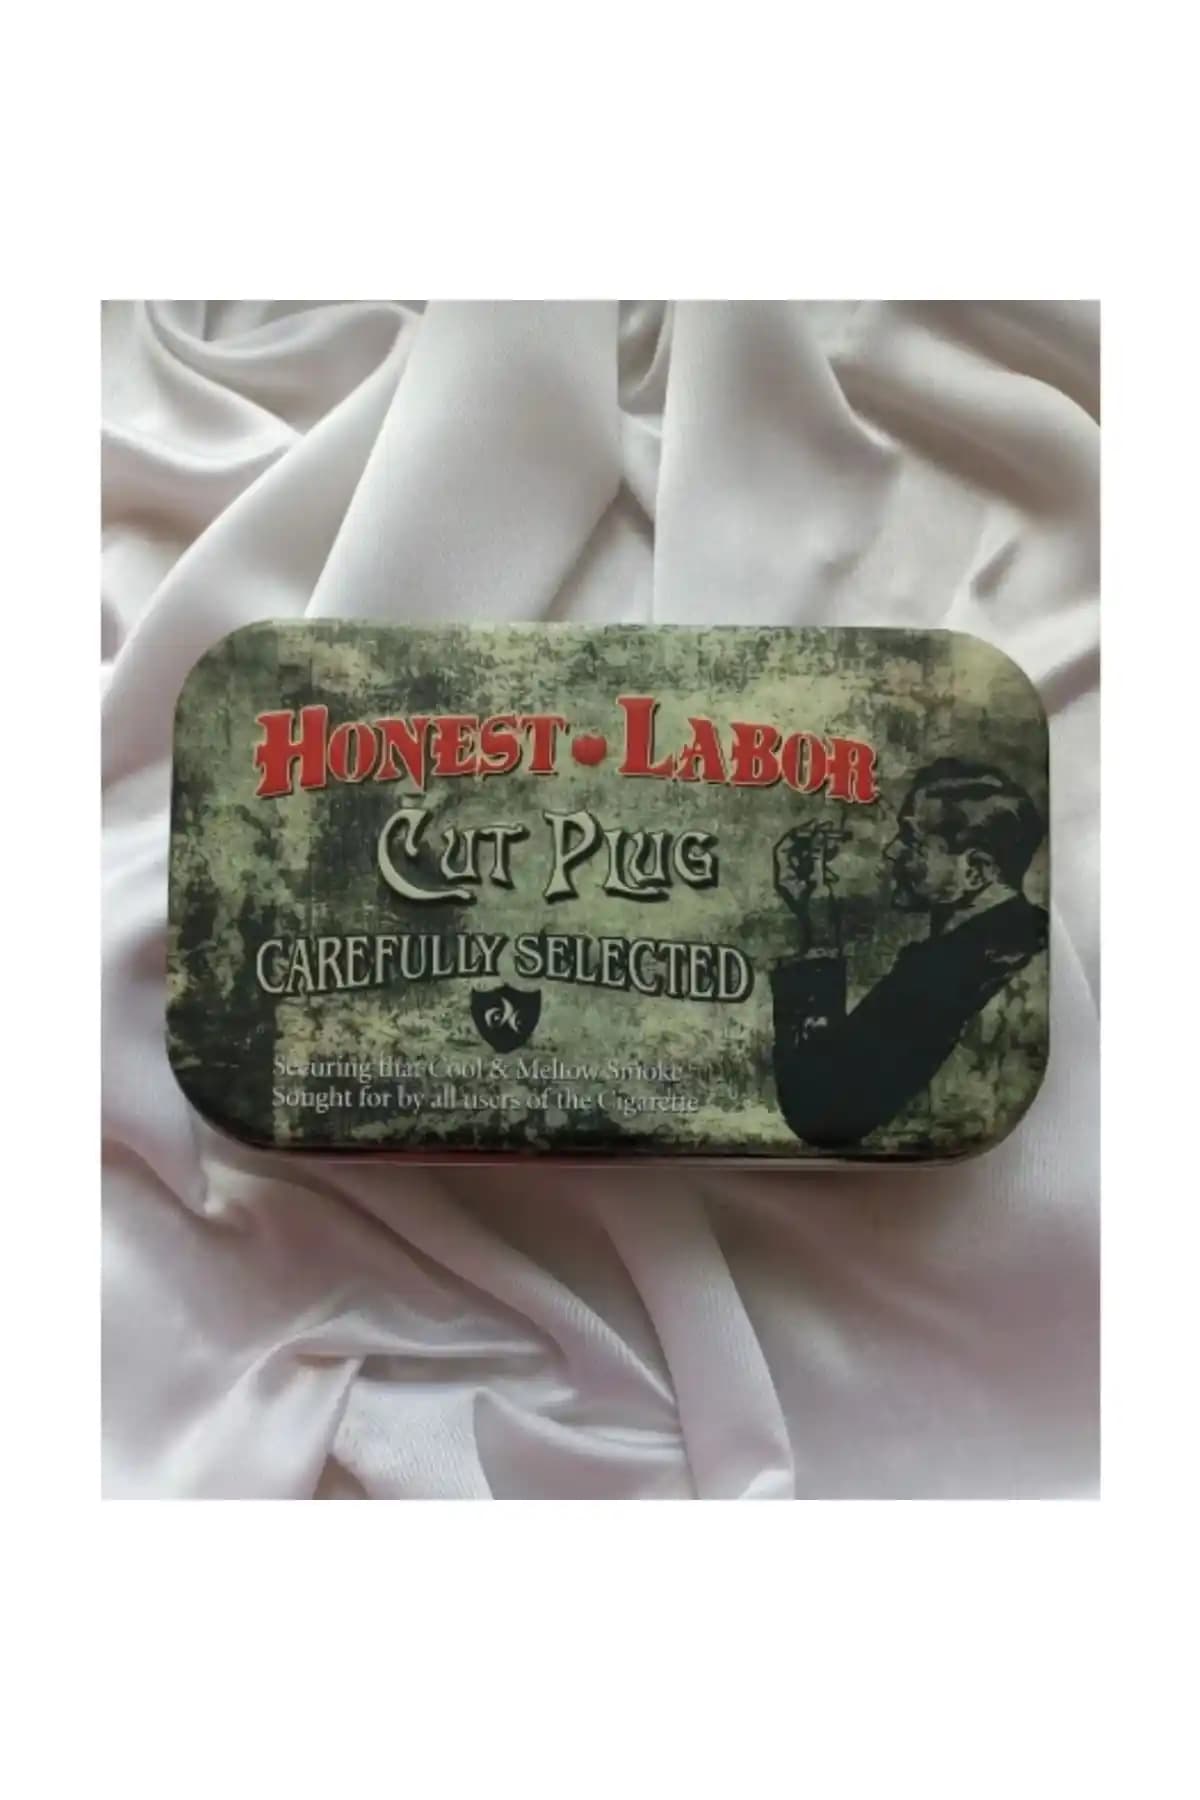 HONEST LABOR
CUT PLUG
CAREFULLY SELECTED
Securing that Cool & Mellow Smoke
Sought for by all users of the Cigarette